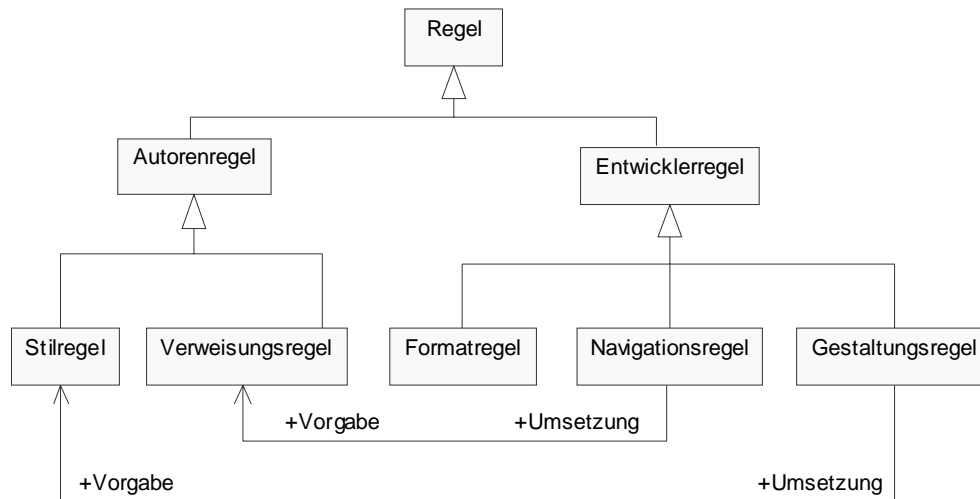 Regel
Autorenregel
Entwicklerregel
Stilregel
Verweisungsregel
Formatregel
Navigationsregel
Gestaltungsregel
+Vorgabe
+Umsetzung
+Vorgabe
+Umsetzung